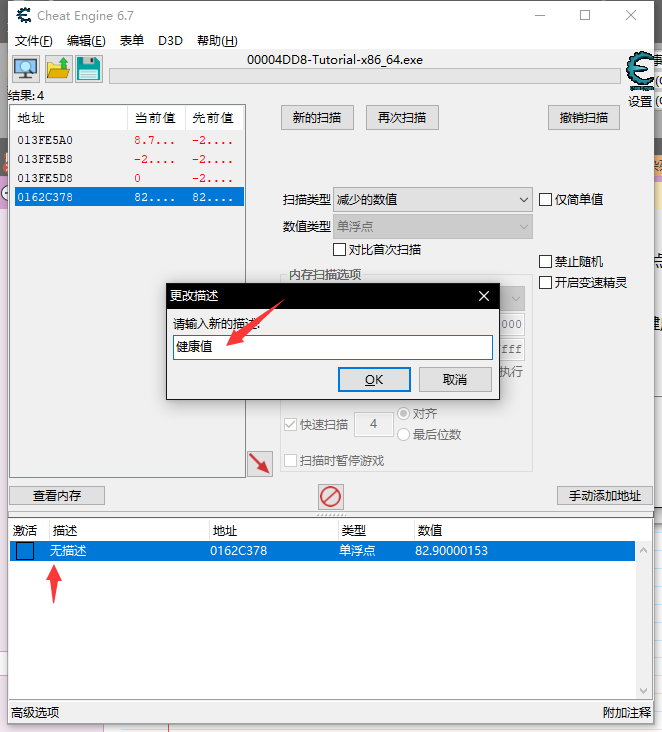 Cheat Engine 6.7
文件(F) 编辑(E) 表单 D3D 帮助(H)
00004DD8-Tutorial-x86_64.exe
结果: 4
设置
地址 当前值 先前值
013FE5A0 8.7... -2....
013FE5B8 -2.... -2....
013FE5D8 0 -2....
0162C378 82.... 82....
新的扫描 再次扫描 撤销扫描
扫描类型 减少的数值 仅简单值
数值类型 单浮点
对比首次扫描
禁止随机
内存扫描选项
开启变速精灵
000
fff
执行
更改描述
请输入新的描述:
健康值
OK 取消
快速扫描 4 对齐
最后位数
扫描时暂停游戏
查看内存 手动添加地址
激活 描述 地址 类型 数值
无描述 0162C378 单浮点 82.90000153
高级选项 附加注释